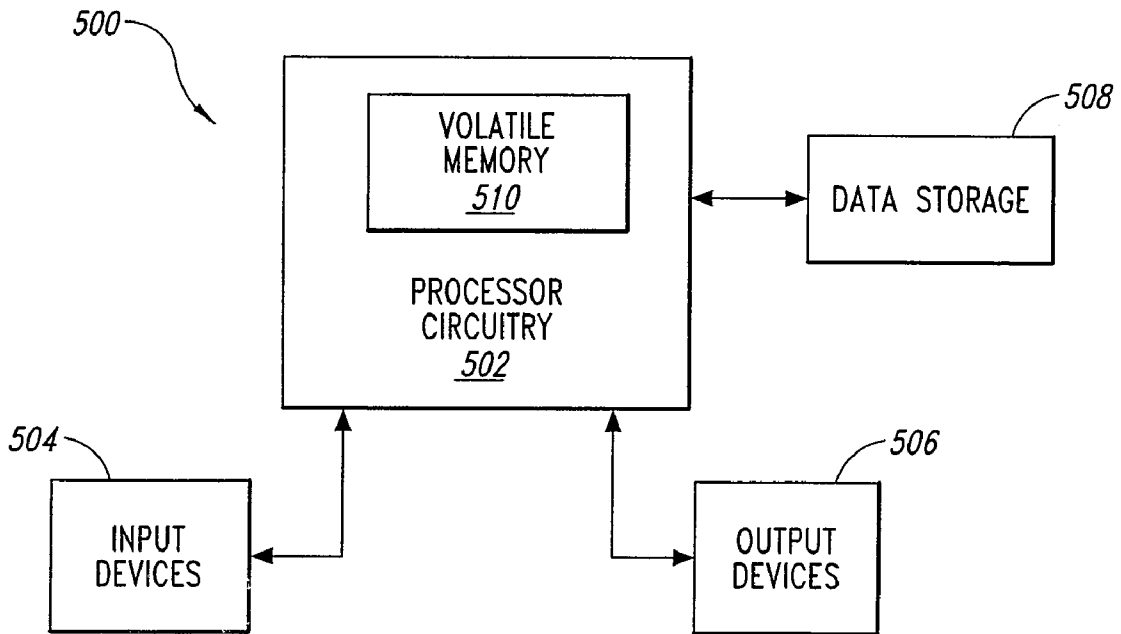 500
VOLATILE
MEMORY
510
508
DATA STORAGE
PROCESSOR
CIRCUITRY
502
504
INPUT
DEVICES
506
OUTPUT
DEVICES